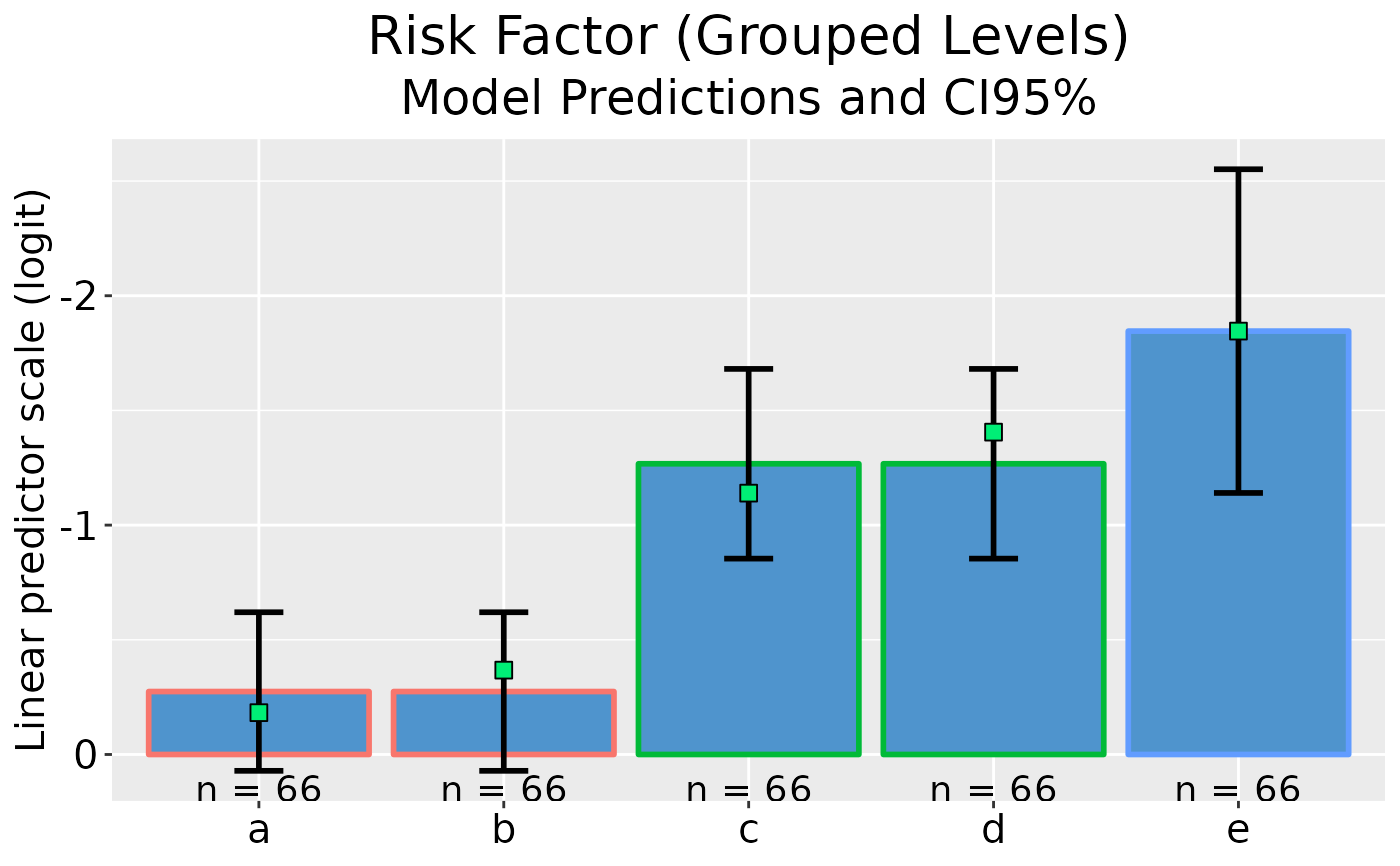 Risk Factor (Grouped Levels)
Model Predictions and CI95%
Linear predictor scale (logit)
-2
-1
0
n = 66 n = 66 n = 66 n = 66 n = 66
a b c d e